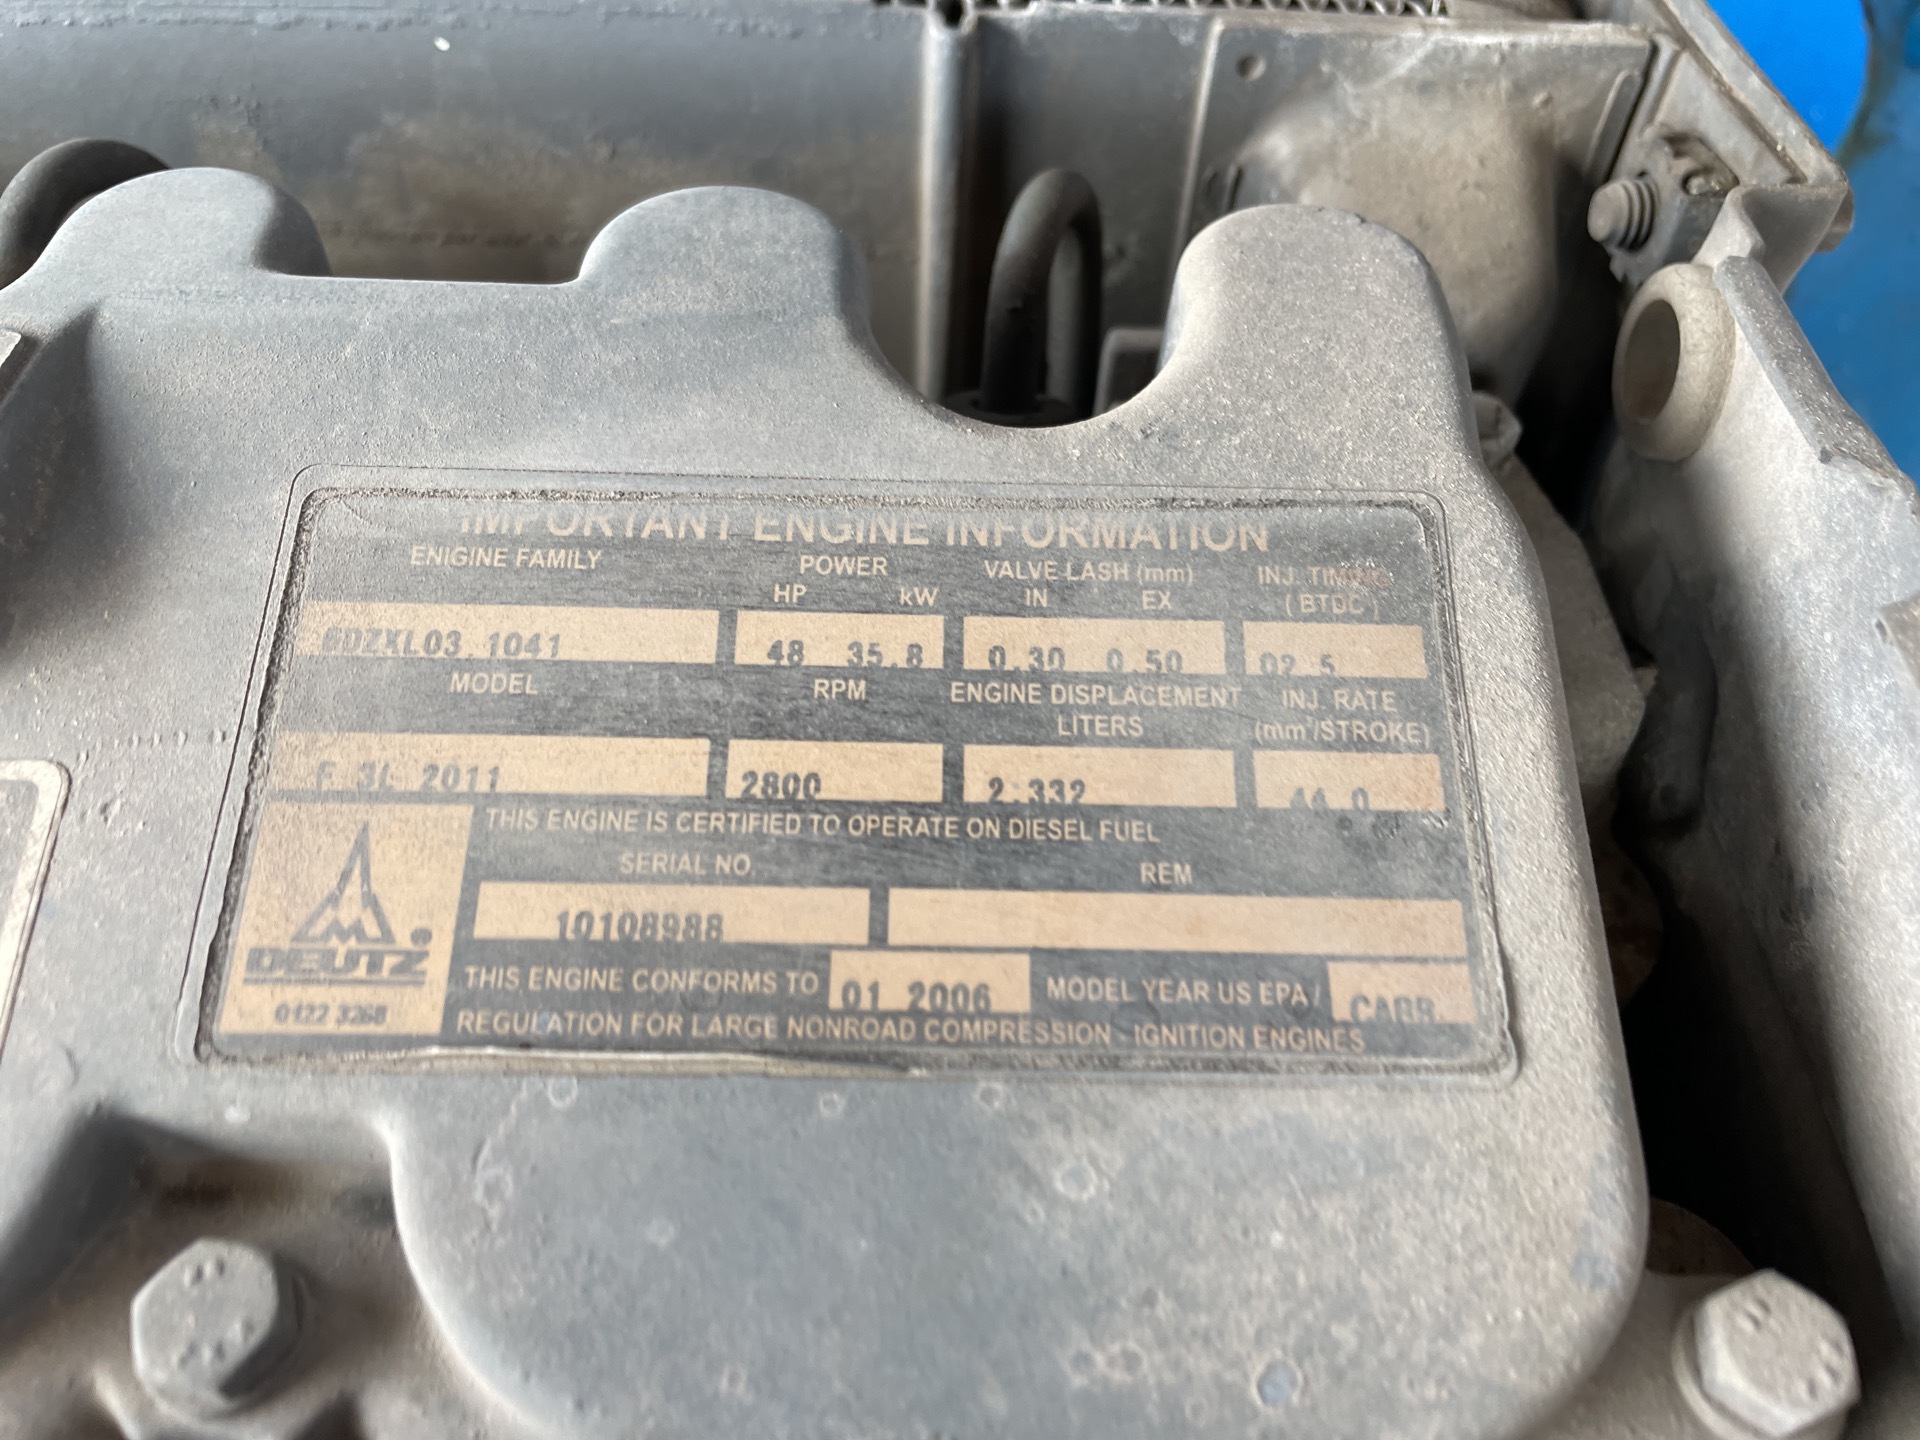 IMPORTANT ENGINE INFORMATION
ENIGINE FAMILY POWER VALVE LASH (mm) INJ. TIMING
HP kW IN EX (BTDC)
6DZXL03.1041 48 35.8 0.30 0.50 02.5
MODEL RPM ENGINE DISPLACEMENT INJ. RATE
LITERS (mm³/STROKE)
F 3L 2011 2800 2.332 44.0
THIS ENGINE IS CERTIFIED TO OPERATE ON DIESEL FUEL
SERIAL NO. REM
10108988
DEUTZ
THIS ENGINE CONFORMS TO 01 2006 MODEL YEAR US EPA / CARB.
0122 3268
REGULATION FOR LARGE NONROAD COMPRESSION - IGNITION ENGINES